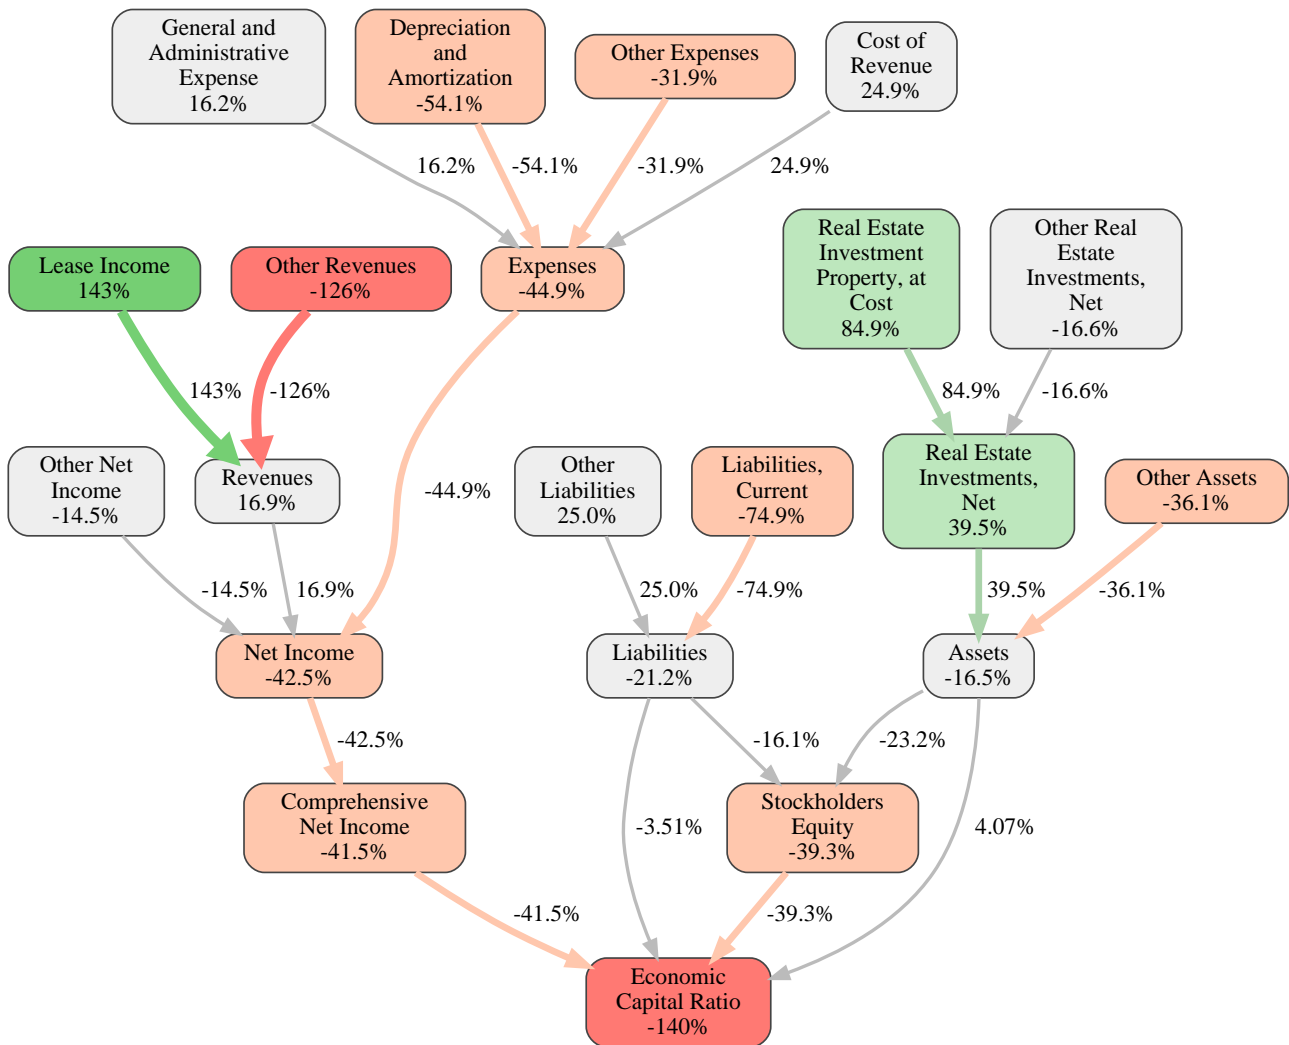 General and
Administrative
Expense
16.2%
Depreciation
and
Amortization
-54.1%
Other Expenses
-31.9%
Cost of
Revenue
24.9%
16.2%
-54.1%
-31.9%
24.9%
Lease Income
143%
Other Revenues
-126%
Expenses
-44.9%
Real Estate
Investment
Property, at
Cost
84.9%
Other Real
Estate
Investments,
Net
-16.6%
143%
-126%
84.9%
-16.6%
Other Net
Income
-14.5%
Revenues
16.9%
-44.9%
Other
Liabilities
25.0%
Liabilities,
Current
-74.9%
Real Estate
Investments,
Net
39.5%
Other Assets
-36.1%
-14.5%
16.9%
25.0%
-74.9%
39.5%
-36.1%
Net Income
-42.5%
Liabilities
-21.2%
Assets
-16.5%
-42.5%
-16.1%
-23.2%
Comprehensive
Net Income
-41.5%
-3.51%
Stockholders
Equity
-39.3%
4.07%
-41.5%
-39.3%
Economic
Capital Ratio
-140%